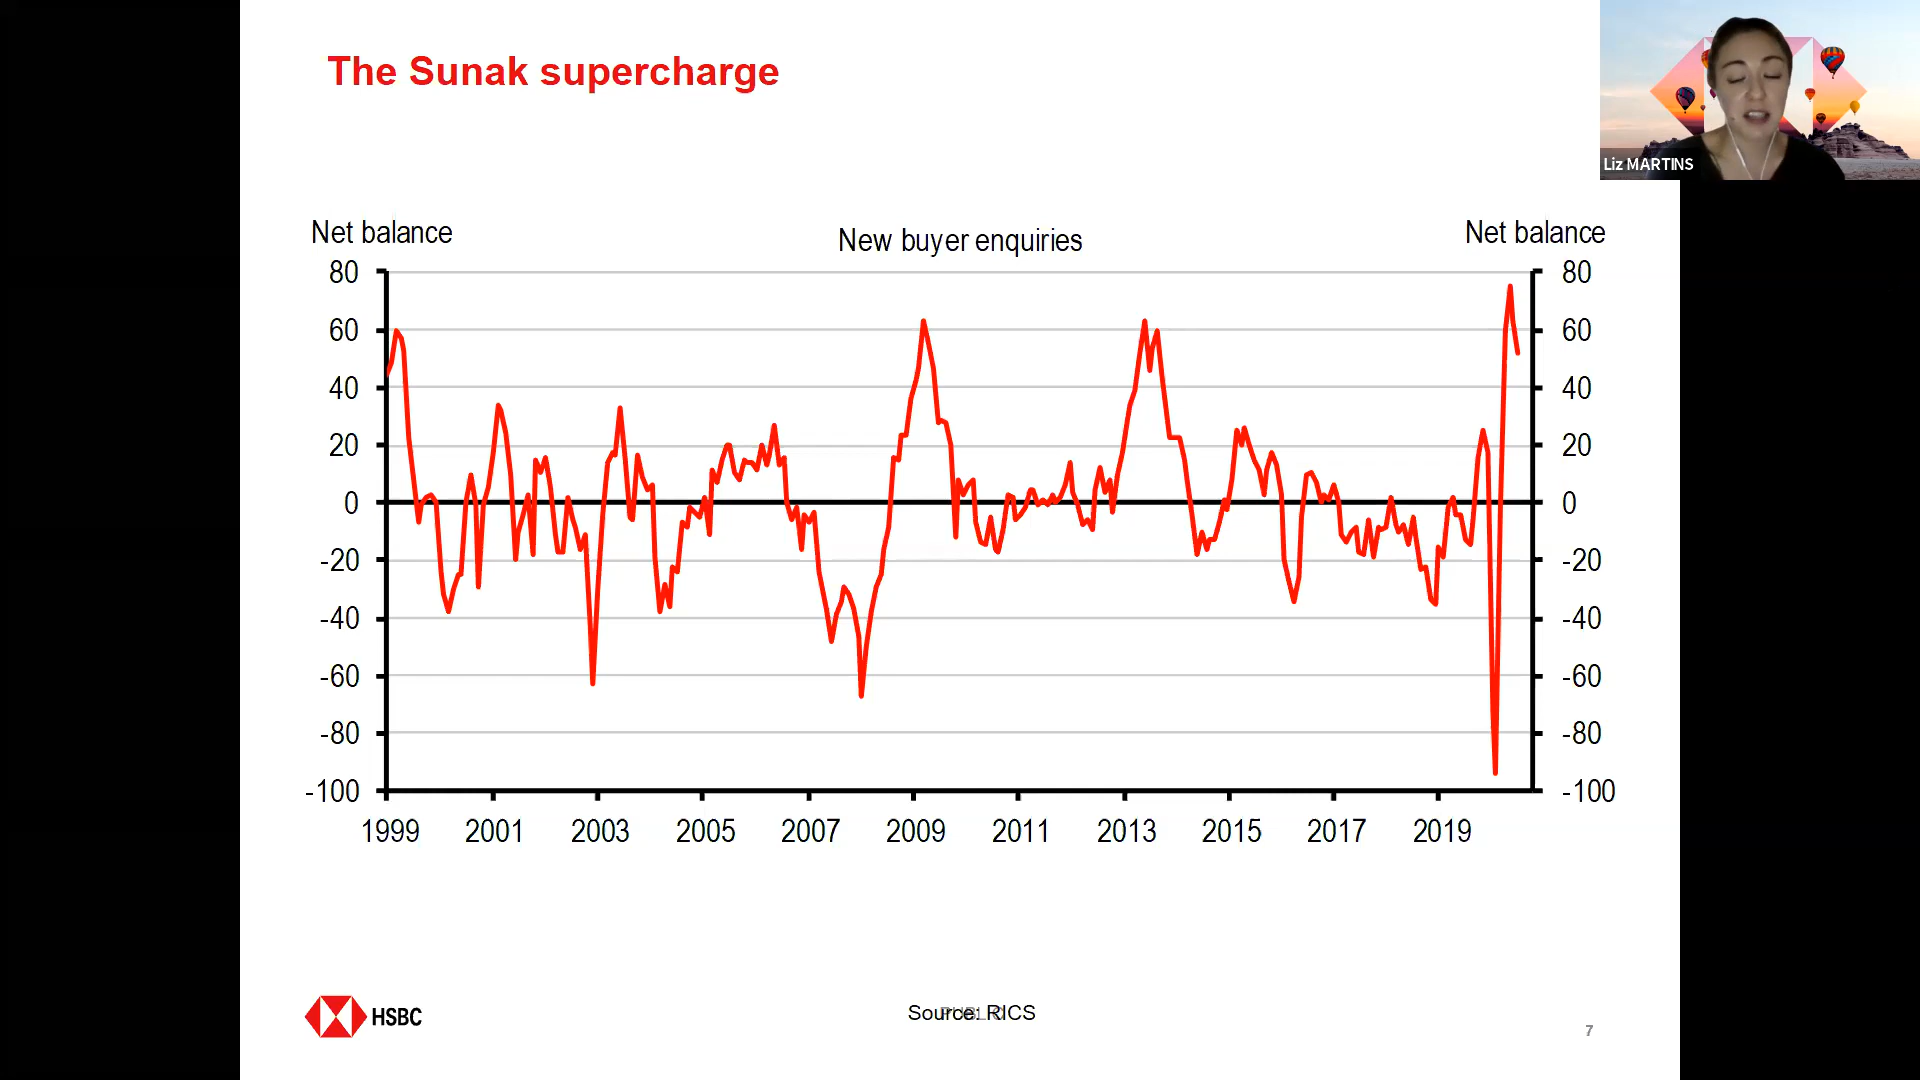 The Sunak supercharge
Liz MARTINS
Net balance
New buyer enquiries
Net balance
80
60
40
20
0
-20
-40
-60
-80
-100
80
60
40
20
0
-20
-40
-60
-80
-100
1999 2001 2003 2005 2007 2009 2011 2013 2015 2017 2019
HSBC
Source: RICS
7